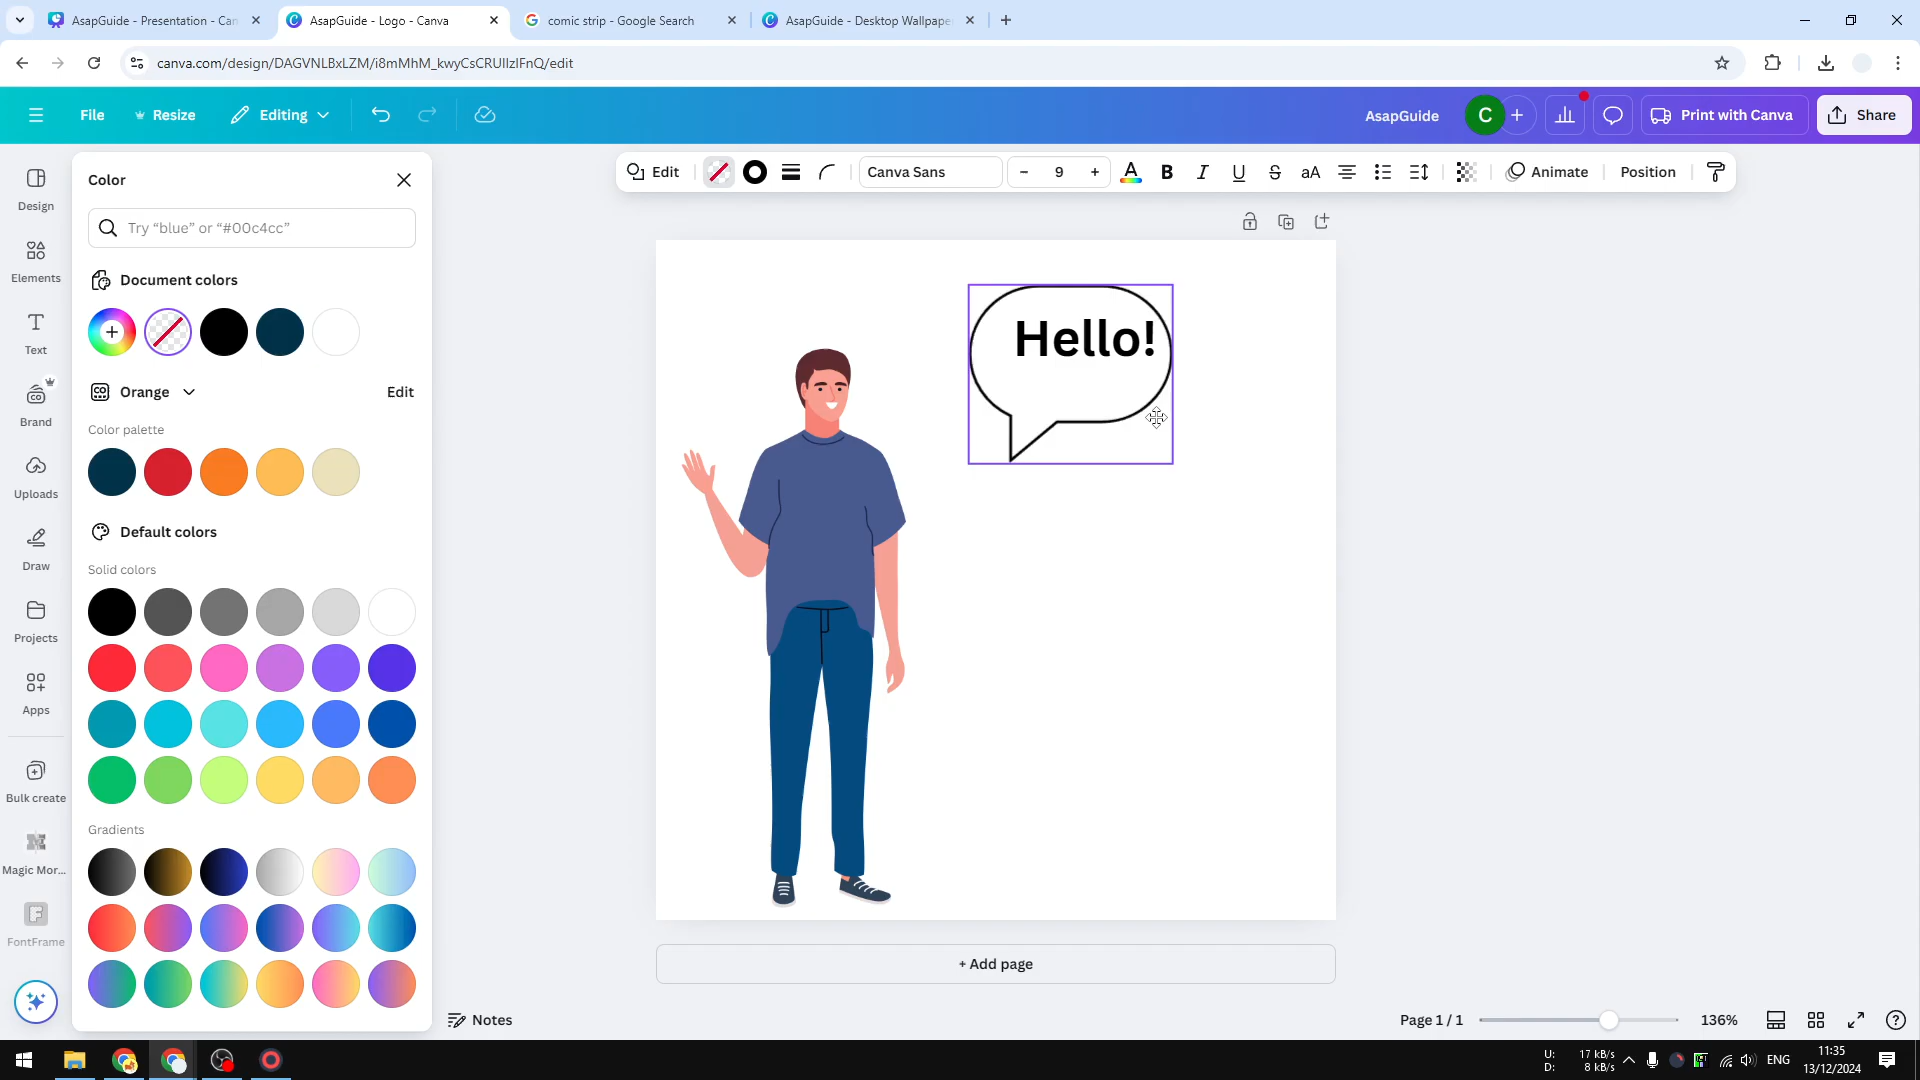 AsapGuide - Presentation - Can
AsapGuide - Logo - Canva
comic strip - Google Search
AsapGuide - Desktop Wallpape
canva.com/design/DAGVNLBxLZM/i8mMhM_kwyCsCRUIlzIFnQ/edit
File
Resize
Editing
AsapGuide
C
Print with Canva
Share
Design
Elements
Text
Brand
Uploads
Draw
Projects
Apps
Bulk create
Magic Mor...
FontFrame
Color
Try “blue” or “#00c4cc”
Document colors
Orange
Edit
Color palette
Default colors
Solid colors
Gradients
Edit
Canva Sans
9
A
B
I
U
S
aA
Animate
Position
Hello!
+ Add page
Notes
Page 1 / 1
136%
U: 17 kB/s
D: 8 kB/s
ENG
11:35
13/12/2024